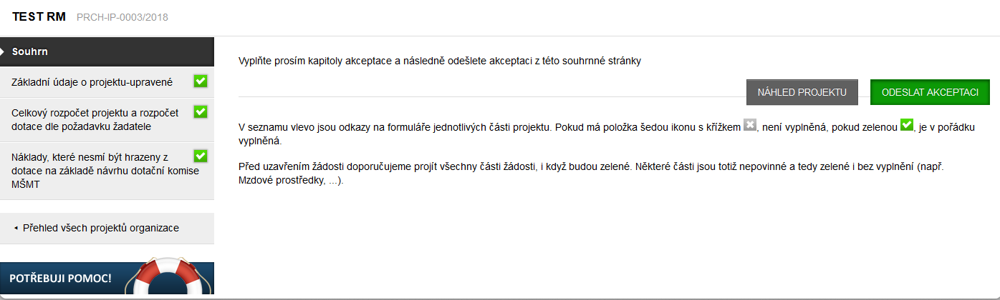 TEST RM PRCH-IP-0003/2018
Souhrn
Základní údaje o projektu-upravené
Celkový rozpočet projektu a rozpočet
dotace dle požadavku žadatele
Náklady, které nesmí být hrazeny z
dotace na základě návrhu dotační komise
MŠMT
Přehled všech projektů organizace
POTŘEBUJI POMOC!
Vyplňte prosím kapitoly akceptace a následně odešlete akceptaci z této souhrnné stránky
NÁHLED PROJEKTU ODESLAT AKCEPTACI
V seznamu vlevo jsou odkazy na formuláře jednotlivých části projektu. Pokud má položka šedou ikonu s křížkem , není vyplněná, pokud zelenou , je v pořádku
vyplněná.
Před uzavřením žádosti doporučujeme projít všechny části žádosti, i když budou zelené. Některé části jsou totiž nepovinné a tedy zelené i bez vyplnění (např.
Mzdové prostředky, ...).